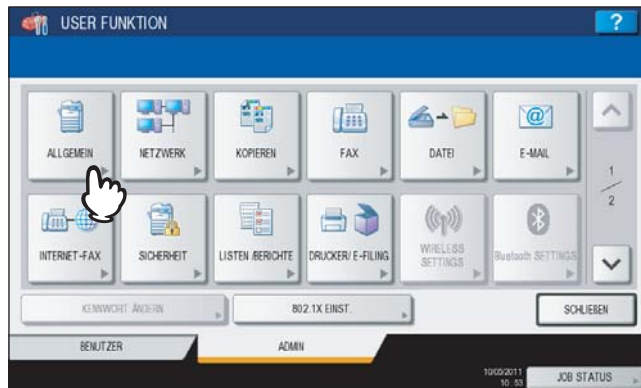 USER FUNKTION ?
ALLGEMEIN NETZWERK KOPIEREN FAX DATEI E-MAIL
1
2
INTERNET-FAX SICHERHEIT LISTEN /BERICHTE DRUCKER/ E-FILING WIRELESS SETTINGS Bluetooth SETTINGS
KENNWORT ÄNDERN 802.1X EINST. SCHLIEßEN
BENUTZER ADMIN
10/03/2011
10 53 JOB STATUS